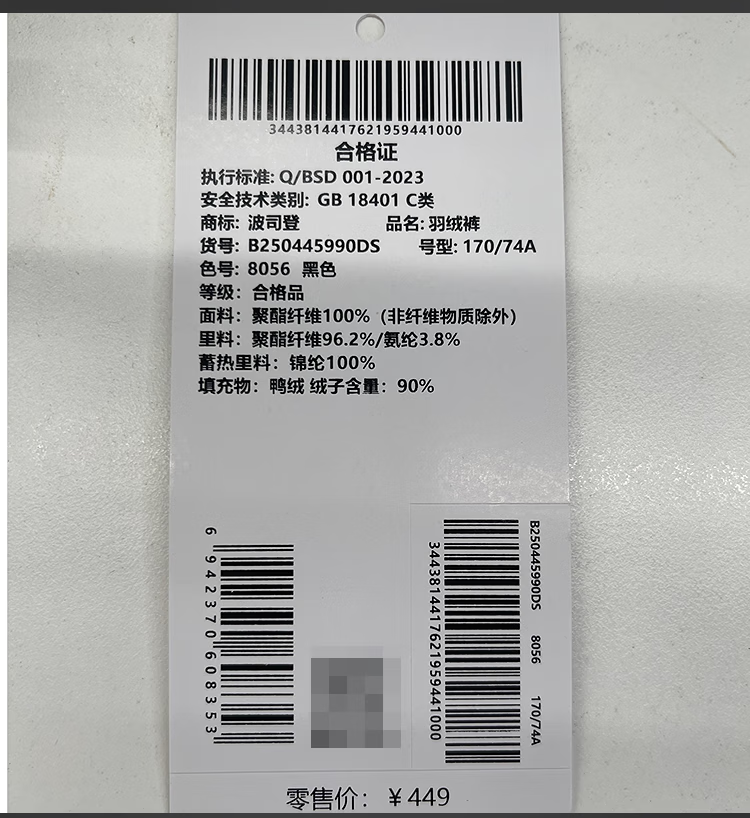 3443814417621959441000
合格证
执行标准: Q/BSD 001-2023
安全技术类别: GB 18401 C类
商标: 波司登 品名: 羽绒裤
货号: B250445990DS 号型: 170/74A
色号: 8056 黑色
等级: 合格品
面料: 聚酯纤维100%（非纤维物质除外）
里料: 聚酯纤维96.2%/氨纶3.8%
蓄热里料: 锦纶100%
填充物: 鸭绒 绒子含量: 90%
6942370608353
3443814417621959441000
B250445990DS 8056 170/74A
零售价: ￥449